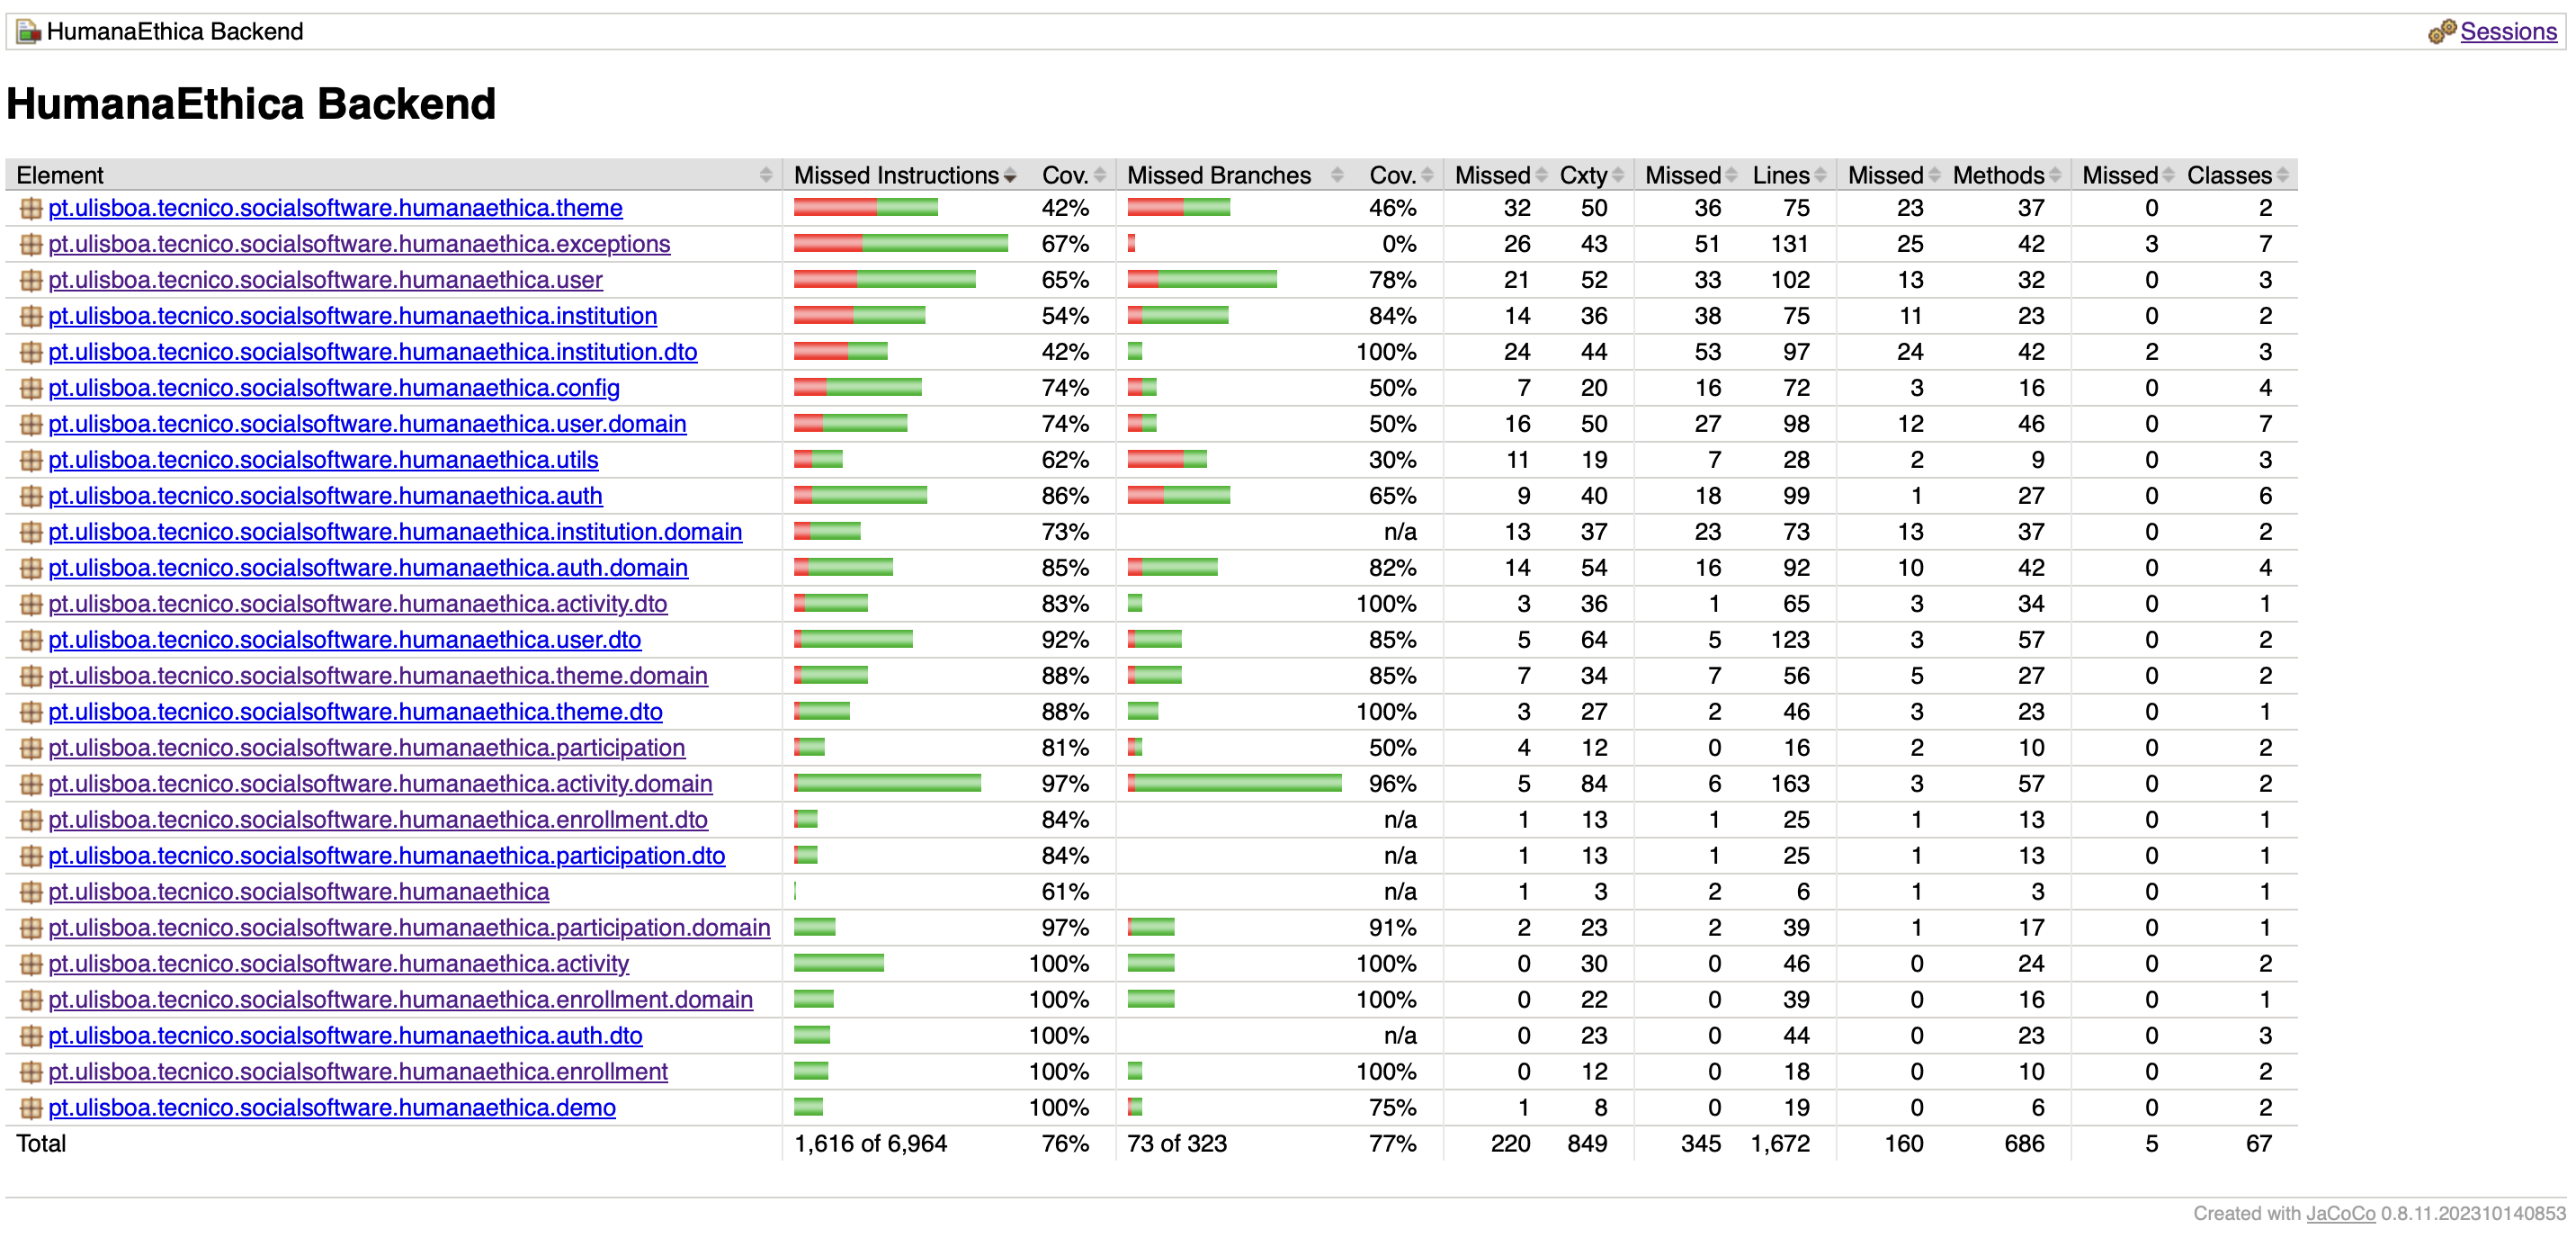 HumanaEthica Backend Sessions
HumanaEthica Backend
Element Missed Instructions Cov. Missed Branches Cov. Missed Cxty Missed Lines Missed Methods Missed Classes
pt.ulisboa.tecnico.socialsoftware.humanaethica.theme 42% 46% 32 50 36 75 23 37 0 2
pt.ulisboa.tecnico.socialsoftware.humanaethica.exceptions 67% 0% 26 43 51 131 25 42 3 7
pt.ulisboa.tecnico.socialsoftware.humanaethica.user 65% 78% 21 52 33 102 13 32 0 3
pt.ulisboa.tecnico.socialsoftware.humanaethica.institution 54% 84% 14 36 38 75 11 23 0 2
pt.ulisboa.tecnico.socialsoftware.humanaethica.institution.dto 42% 100% 24 44 53 97 24 42 2 3
pt.ulisboa.tecnico.socialsoftware.humanaethica.config 74% 50% 7 20 16 72 3 16 0 4
pt.ulisboa.tecnico.socialsoftware.humanaethica.user.domain 74% 50% 16 50 27 98 12 46 0 7
pt.ulisboa.tecnico.socialsoftware.humanaethica.utils 62% 30% 11 19 7 28 2 9 0 3
pt.ulisboa.tecnico.socialsoftware.humanaethica.auth 86% 65% 9 40 18 99 1 27 0 6
pt.ulisboa.tecnico.socialsoftware.humanaethica.institution.domain 73% n/a 13 37 23 73 13 37 0 2
pt.ulisboa.tecnico.socialsoftware.humanaethica.auth.domain 85% 82% 14 54 16 92 10 42 0 4
pt.ulisboa.tecnico.socialsoftware.humanaethica.activity.dto 83% 100% 3 36 1 65 3 34 0 1
pt.ulisboa.tecnico.socialsoftware.humanaethica.user.dto 92% 85% 5 64 5 123 3 57 0 2
pt.ulisboa.tecnico.socialsoftware.humanaethica.theme.domain 88% 85% 7 34 7 56 5 27 0 2
pt.ulisboa.tecnico.socialsoftware.humanaethica.theme.dto 88% 100% 3 27 2 46 3 23 0 1
pt.ulisboa.tecnico.socialsoftware.humanaethica.participation 81% 50% 4 12 0 16 2 10 0 2
pt.ulisboa.tecnico.socialsoftware.humanaethica.activity.domain 97% 96% 5 84 6 163 3 57 0 2
pt.ulisboa.tecnico.socialsoftware.humanaethica.enrollment.dto 84% n/a 1 13 1 25 1 13 0 1
pt.ulisboa.tecnico.socialsoftware.humanaethica.participation.dto 84% n/a 1 13 1 25 1 13 0 1
pt.ulisboa.tecnico.socialsoftware.humanaethica 61% n/a 1 3 2 6 1 3 0 1
pt.ulisboa.tecnico.socialsoftware.humanaethica.participation.domain 97% 91% 2 23 2 39 1 17 0 1
pt.ulisboa.tecnico.socialsoftware.humanaethica.activity 100% 100% 0 30 0 46 0 24 0 2
pt.ulisboa.tecnico.socialsoftware.humanaethica.enrollment.domain 100% 100% 0 22 0 39 0 16 0 1
pt.ulisboa.tecnico.socialsoftware.humanaethica.auth.dto 100% n/a 0 23 0 44 0 23 0 3
pt.ulisboa.tecnico.socialsoftware.humanaethica.enrollment 100% 100% 0 12 0 18 0 10 0 2
pt.ulisboa.tecnico.socialsoftware.humanaethica.demo 100% 75% 1 8 0 19 0 6 0 2
Total 1,616 of 6,964 76% 73 of 323 77% 220 849 345 1,672 160 686 5 67
Created with JaCoCo 0.8.11.202310140853